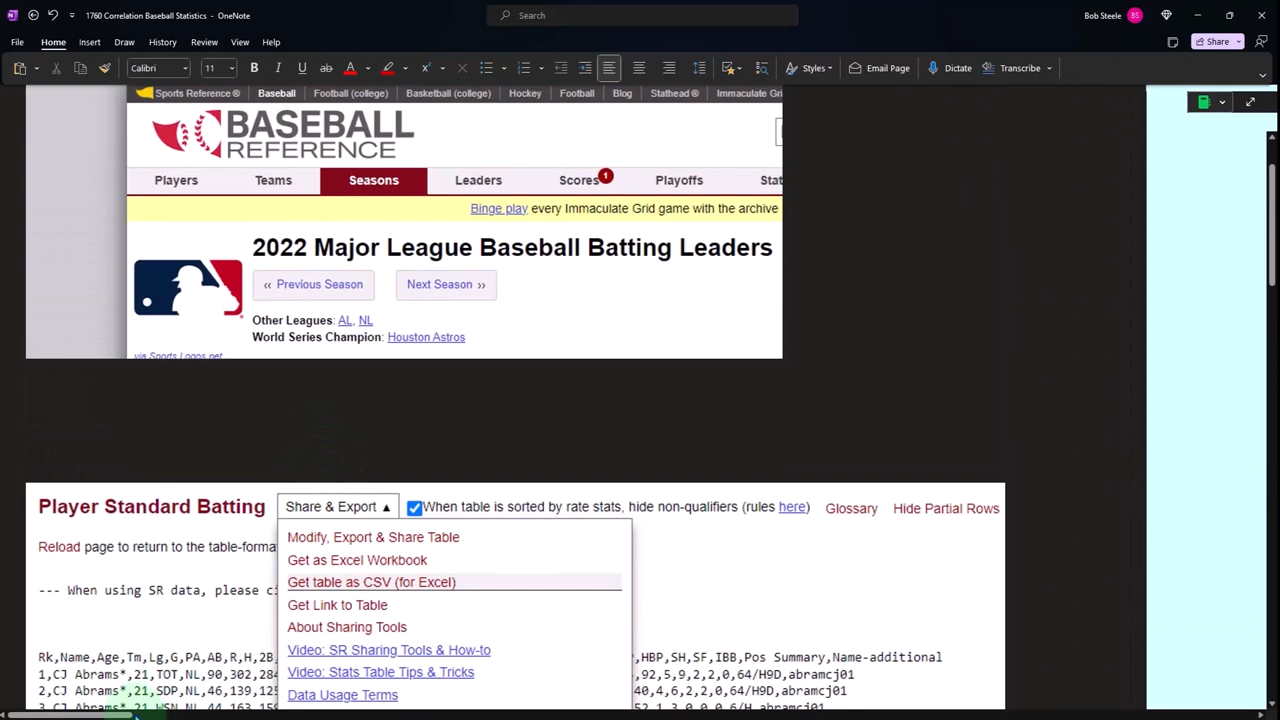 1760 Correlation Baseball Statistics - OneNote
Search
Bob Steele
BS
File Home Insert Draw History Review View Help
Share
Calibri 11
Styles Email Page Dictate Transcribe
Sports Reference ® Baseball Football (college) Basketball (college) Hockey Football Blog Stathead ® Immaculate Gri
BASEBALL
REFERENCE
Players Teams Seasons Leaders Scores 1 Playoffs Stat
Binge play every Immaculate Grid game with the archive
2022 Major League Baseball Batting Leaders
‹‹ Previous Season Next Season ››
Other Leagues: AL, NL
World Series Champion: Houston Astros
via Sports Logos.net
Player Standard Batting Share & Export ▲ When table is sorted by rate stats, hide non-qualifiers (rules here) Glossary Hide Partial Rows
Modify, Export & Share Table
Reload page to return to the table-forma
Get as Excel Workbook
Get table as CSV (for Excel)
--- When using SR data, please ci
Get Link to Table
About Sharing Tools
Video: SR Sharing Tools & How-to
Rk,Name,Age,Tm,Lg,G,PA,AB,R,H,2B ,HBP,SH,SF,IBB,Pos Summary,Name-additional
Video: Stats Table Tips & Tricks
1,CJ Abrams*,21,TOT,NL,90,302,284 ,92,5,9,2,2,0,64/H9D,abramcj01
2,CJ Abrams*,21,SDP,NL,46,139,125 40,4,6,2,2,0,64/H9D,abramcj01
Data Usage Terms